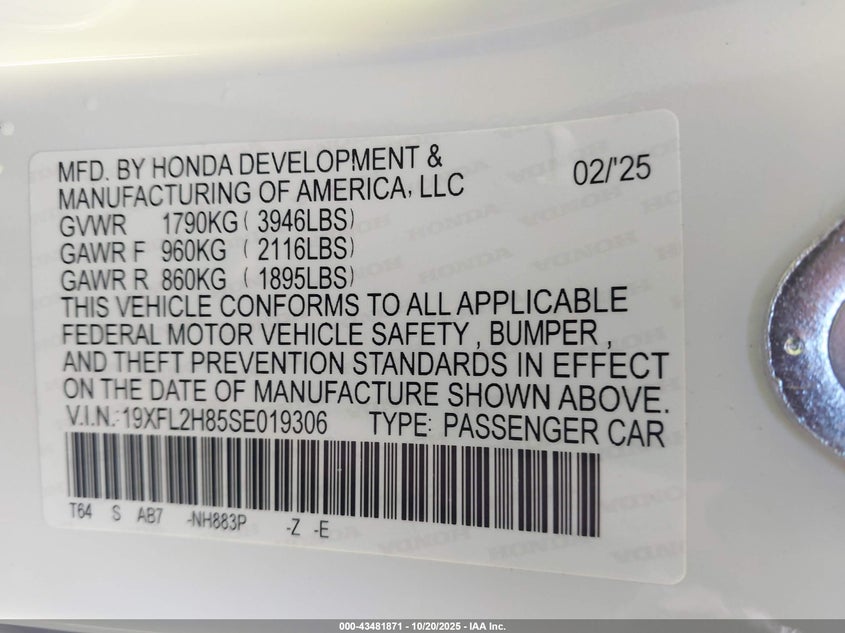 MFD. BY HONDA DEVELOPMENT & 02/'25
MANUFACTURING OF AMERICA, LLC
GVWR 1790KG ( 3946LBS)
GAWR F 960KG ( 2116LBS)
GAWR R 860KG ( 1895LBS)
THIS VEHICLE CONFORMS TO ALL APPLICABLE
FEDERAL MOTOR VEHICLE SAFETY , BUMPER ,
AND THEFT PREVENTION STANDARDS IN EFFECT
ON THE DATE OF MANUFACTURE SHOWN ABOVE.
V.I.N.: 19XFL2H85SE019306 TYPE: PASSENGER CAR
T64 S AB7 -NH883P -Z -E
000-43481871 | 10/20/2025 - IAA Inc.